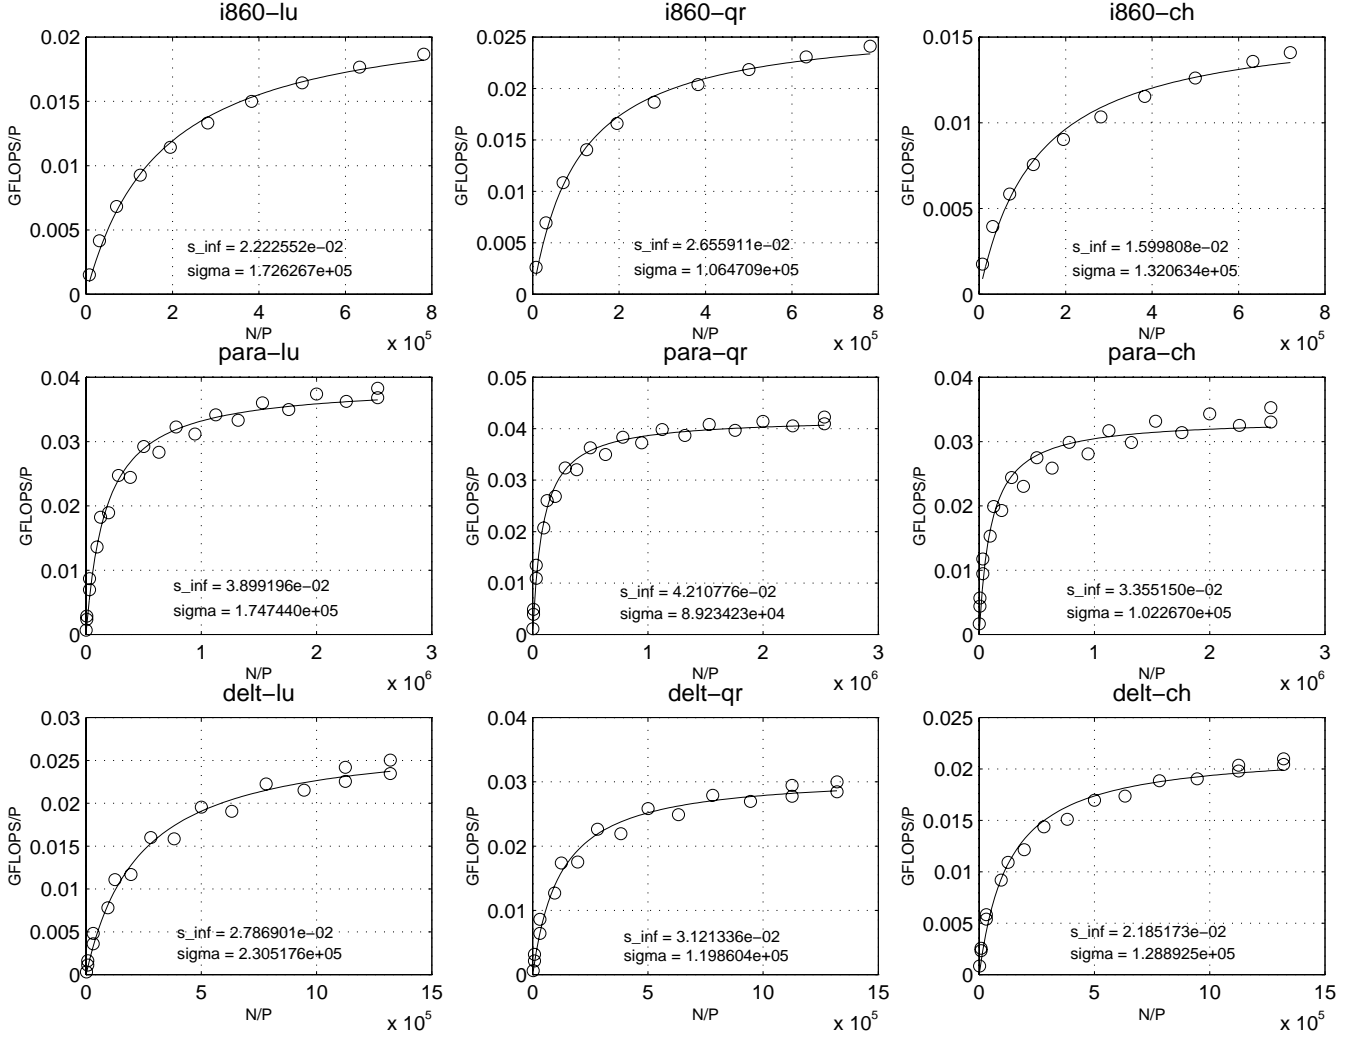 i860−lu
0.02
0.015
0.01
0.005
0
GFLOPS/P
s_inf = 2.222552e−02
sigma = 1.726267e+05
0 2 4 6 8
N/P
x 10^5
i860−qr
0.025
0.02
0.015
0.01
0.005
0
GFLOPS/P
s_inf = 2.655911e−02
sigma = 1.064709e+05
0 2 4 6 8
N/P
x 10^5
i860−ch
0.015
0.01
0.005
0
GFLOPS/P
s_inf = 1.599808e−02
sigma = 1.320634e+05
0 2 4 6 8
N/P
x 10^5
para−lu
0.04
0.03
0.02
0.01
0
GFLOPS/P
s_inf = 3.899196e−02
sigma = 1.747440e+05
0 1 2 3
N/P
x 10^6
para−qr
0.05
0.04
0.03
0.02
0.01
0
GFLOPS/P
s_inf = 4.210776e−02
sigma = 8.923423e+04
0 1 2 3
N/P
x 10^6
para−ch
0.04
0.03
0.02
0.01
0
GFLOPS/P
s_inf = 3.355150e−02
sigma = 1.022670e+05
0 1 2 3
N/P
x 10^6
delt−lu
0.03
0.025
0.02
0.015
0.01
0.005
0
GFLOPS/P
s_inf = 2.786901e−02
sigma = 2.305176e+05
0 5 10 15
N/P
x 10^5
delt−qr
0.04
0.03
0.02
0.01
0
GFLOPS/P
s_inf = 3.121336e−02
sigma = 1.198604e+05
0 5 10 15
N/P
x 10^5
delt−ch
0.025
0.02
0.015
0.01
0.005
0
GFLOPS/P
s_inf = 2.185173e−02
sigma = 1.288925e+05
0 5 10 15
N/P
x 10^5